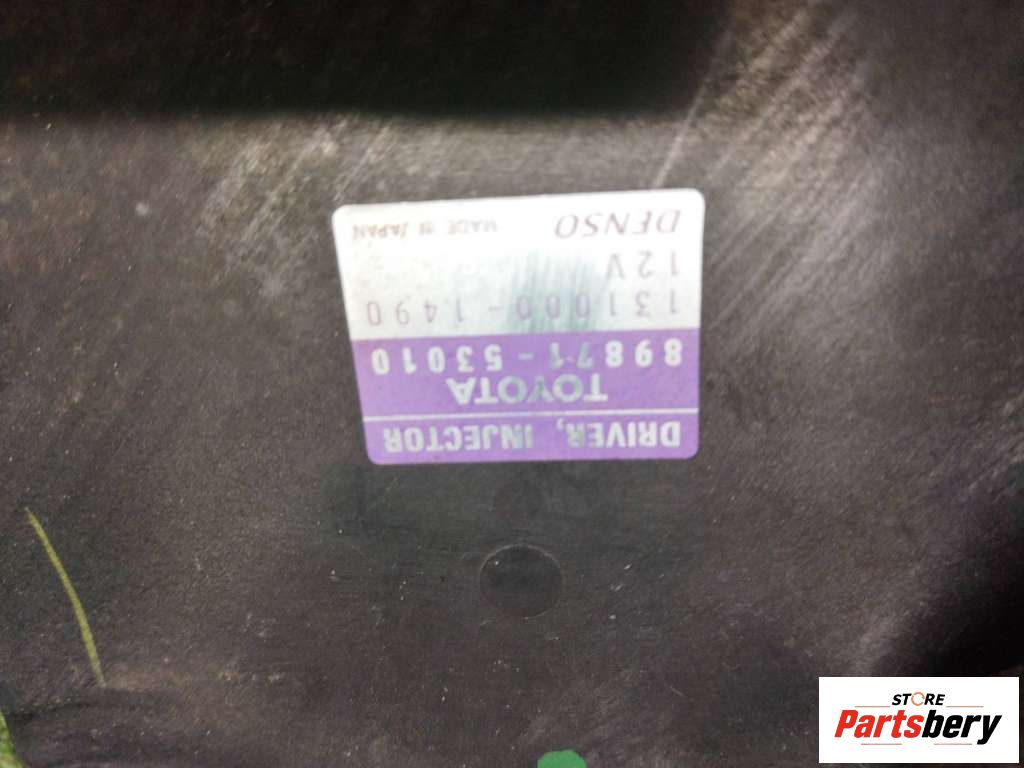 DRIVER, INJECTOR
TOYOTA
89871-53010
131000-1490
12V
DENSO MADE IN JAPAN
STORE
Partsbery